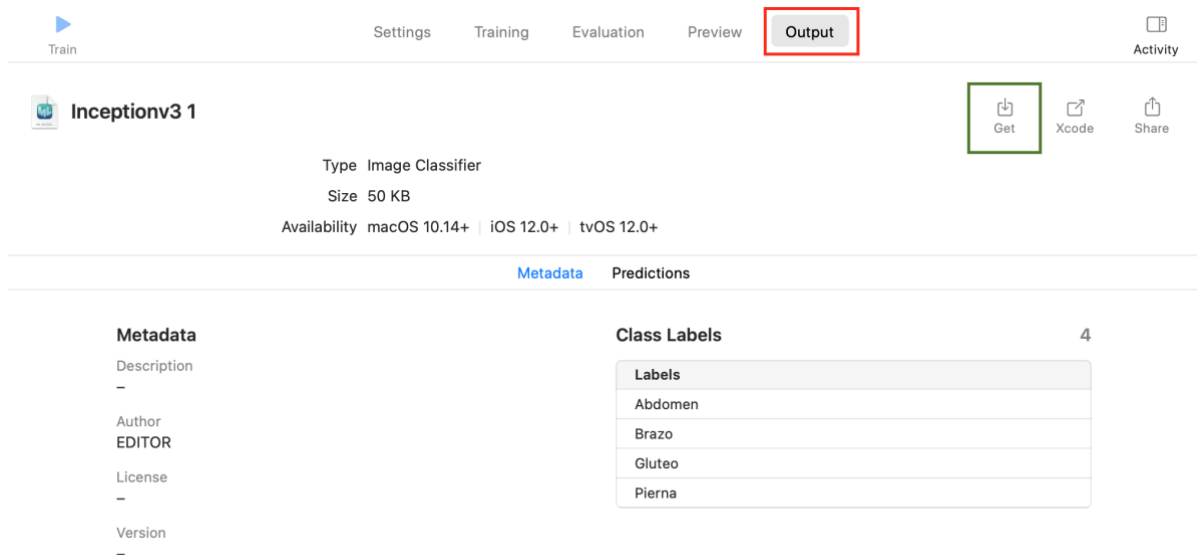 Train
Settings Training Evaluation Preview Output
Activity
Inceptionv3 1
Get Xcode Share
Type Image Classifier
Size 50 KB
Availability macOS 10.14+ | iOS 12.0+ | tvOS 12.0+
Metadata Predictions
Metadata
Description
–
Author
EDITOR
License
–
Version
–
Class Labels 4
Labels
Abdomen
Brazo
Gluteo
Pierna